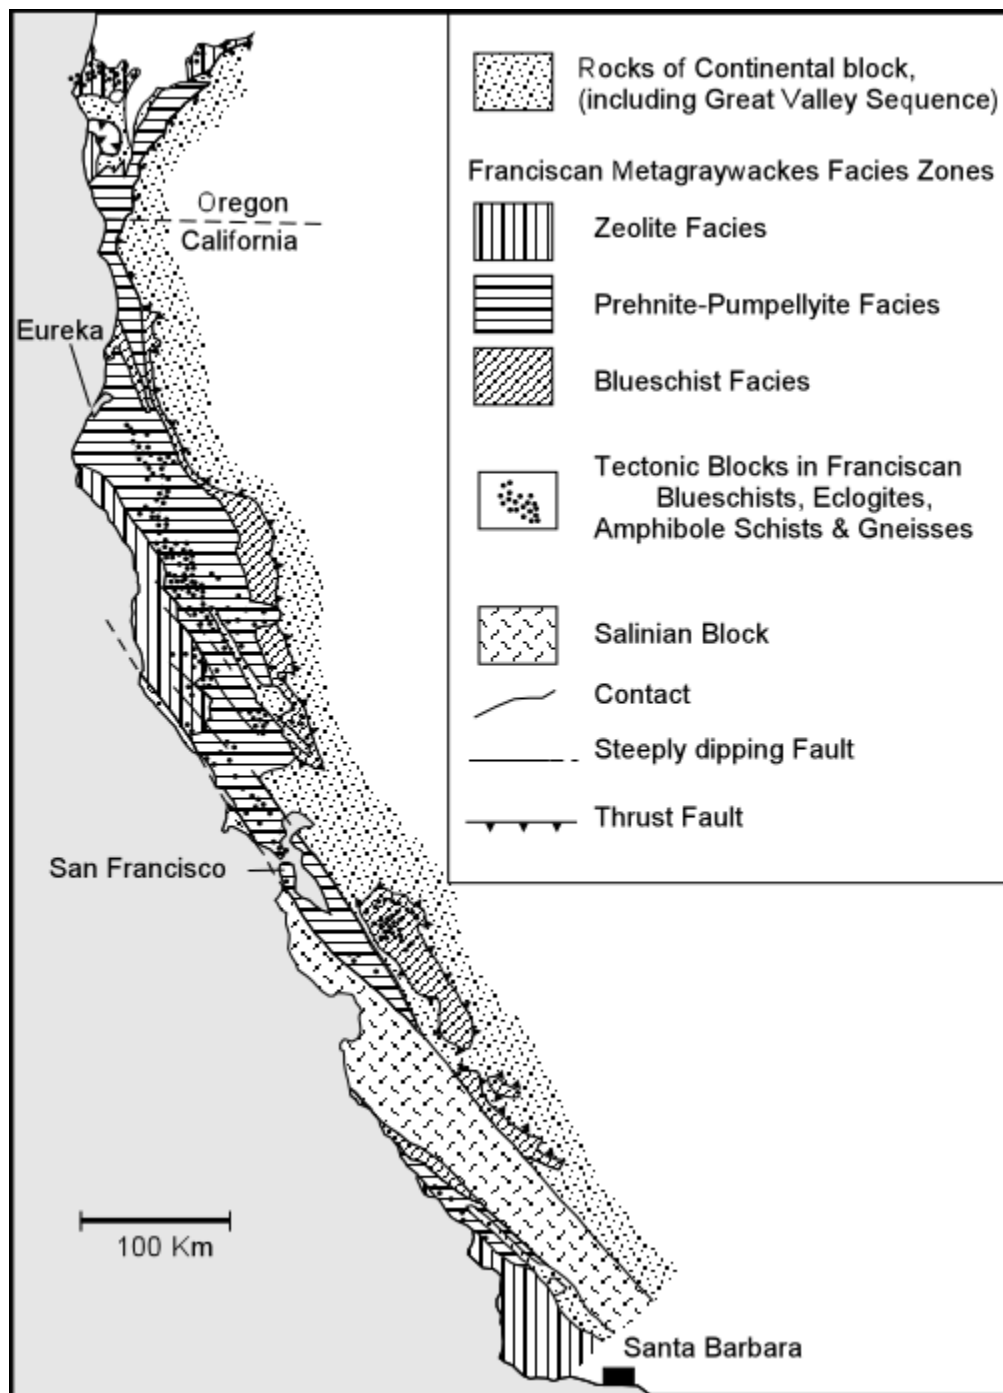 Rocks of Continental block,
(including Great Valley Sequence)
Franciscan Metagraywackes Facies Zones
Zeolite Facies
Prehnite-Pumpellyite Facies
Blueschist Facies
Tectonic Blocks in Franciscan
Blueschists, Eclogites,
Amphibole Schists & Gneisses
Salinian Block
Contact
Steeply dipping Fault
Thrust Fault
Oregon
California
Eureka
San Francisco
100 Km
Santa Barbara